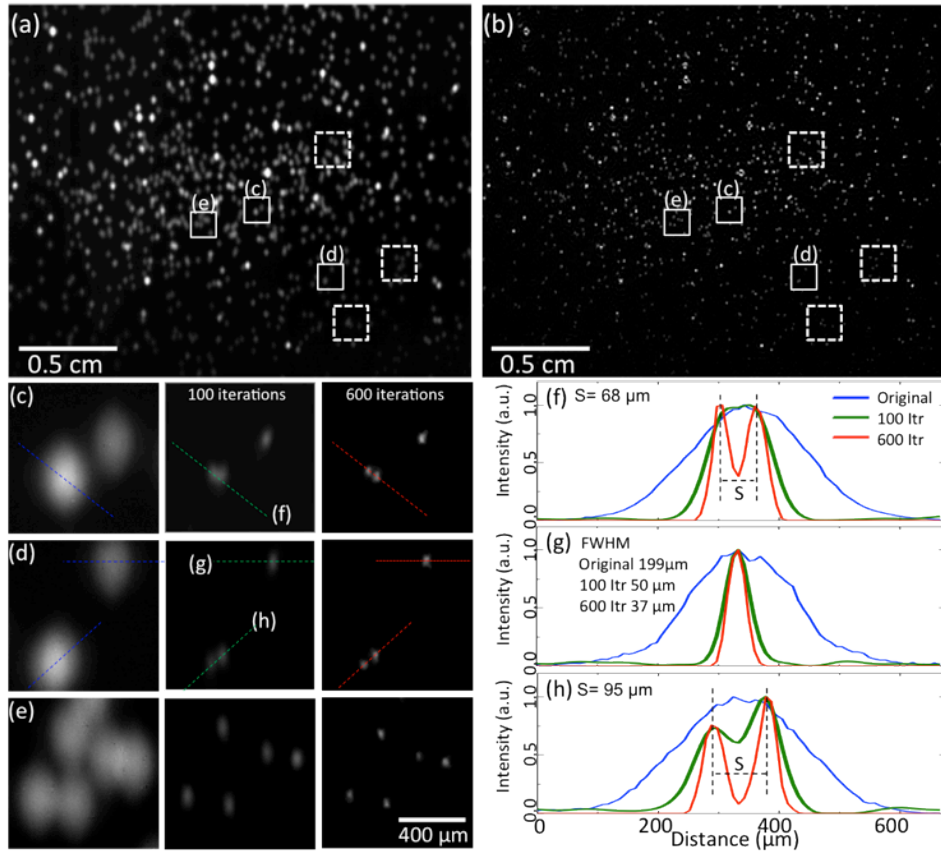 (a)
(b)
(c)
(e)
(d)
0.5 cm
(c)
(e)
(d)
0.5 cm
(c)
100 iterations
600 iterations
(f)
(d)
(g)
(h)
(e)
400 μm
(f) S= 68 μm
Original
100 Itr
600 Itr
S
Intensity (a.u.)
0.0 0.5 1.0
(g)
FWHM
Original 199μm
100 Itr 50 μm
600 Itr 37 μm
Intensity (a.u.)
0.0 0.5 1.0
(h) S= 95 μm
S
Intensity (a.u.)
0.0 0.5 1.0
0 200 400 600
Distance (μm)